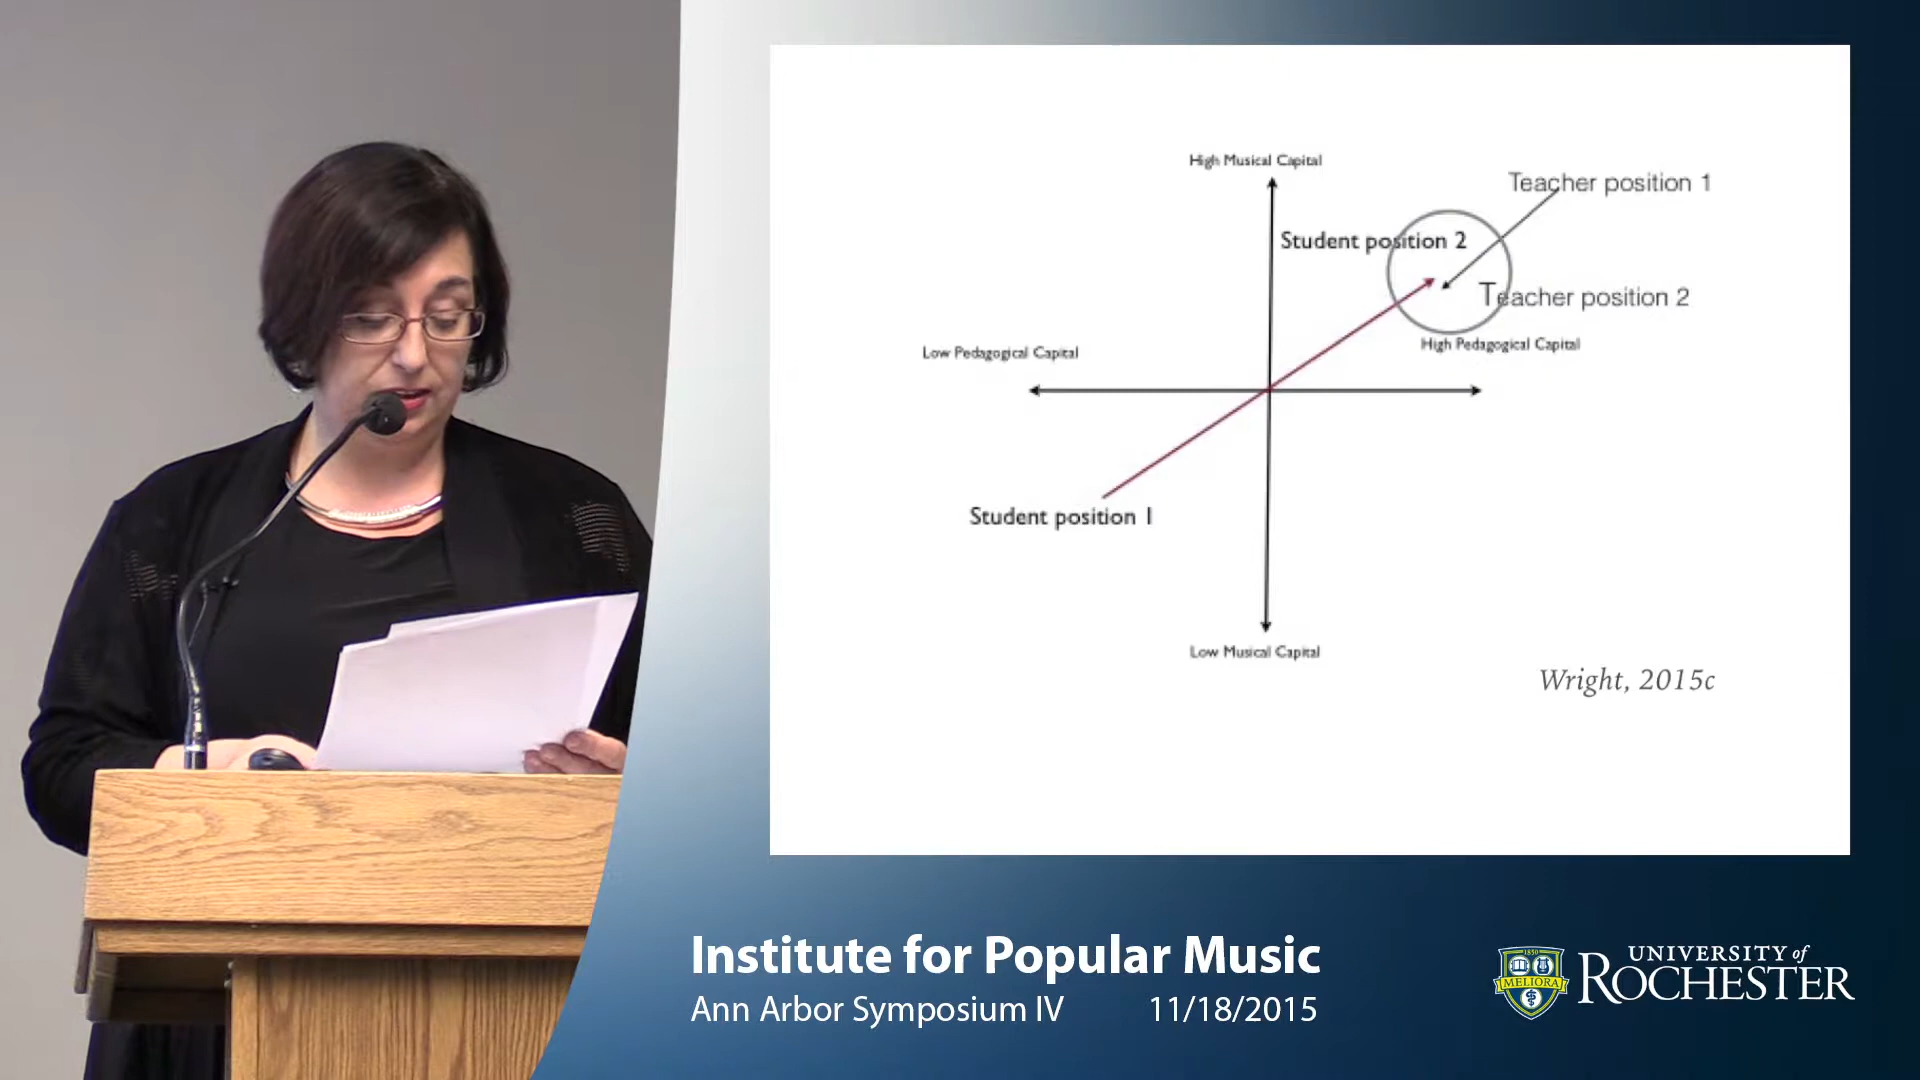 High Musical Capital
Teacher position 1
Student position 2
Teacher position 2
High Pedagogical Capital
Low Pedagogical Capital
Student position 1
Low Musical Capital
Wright, 2015c
Institute for Popular Music
Ann Arbor Symposium IV 11/18/2015
1850
MELIORA
UNIVERSITY of
ROCHESTER